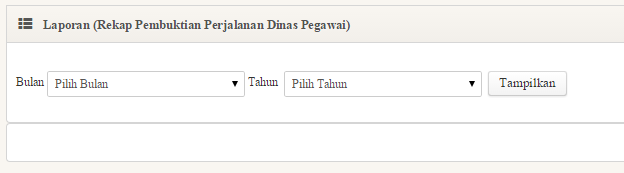 Laporan (Rekap Pembuktian Perjalanan Dinas Pegawai)
Bulan Pilih Bulan Tahun Pilih Tahun Tampilkan